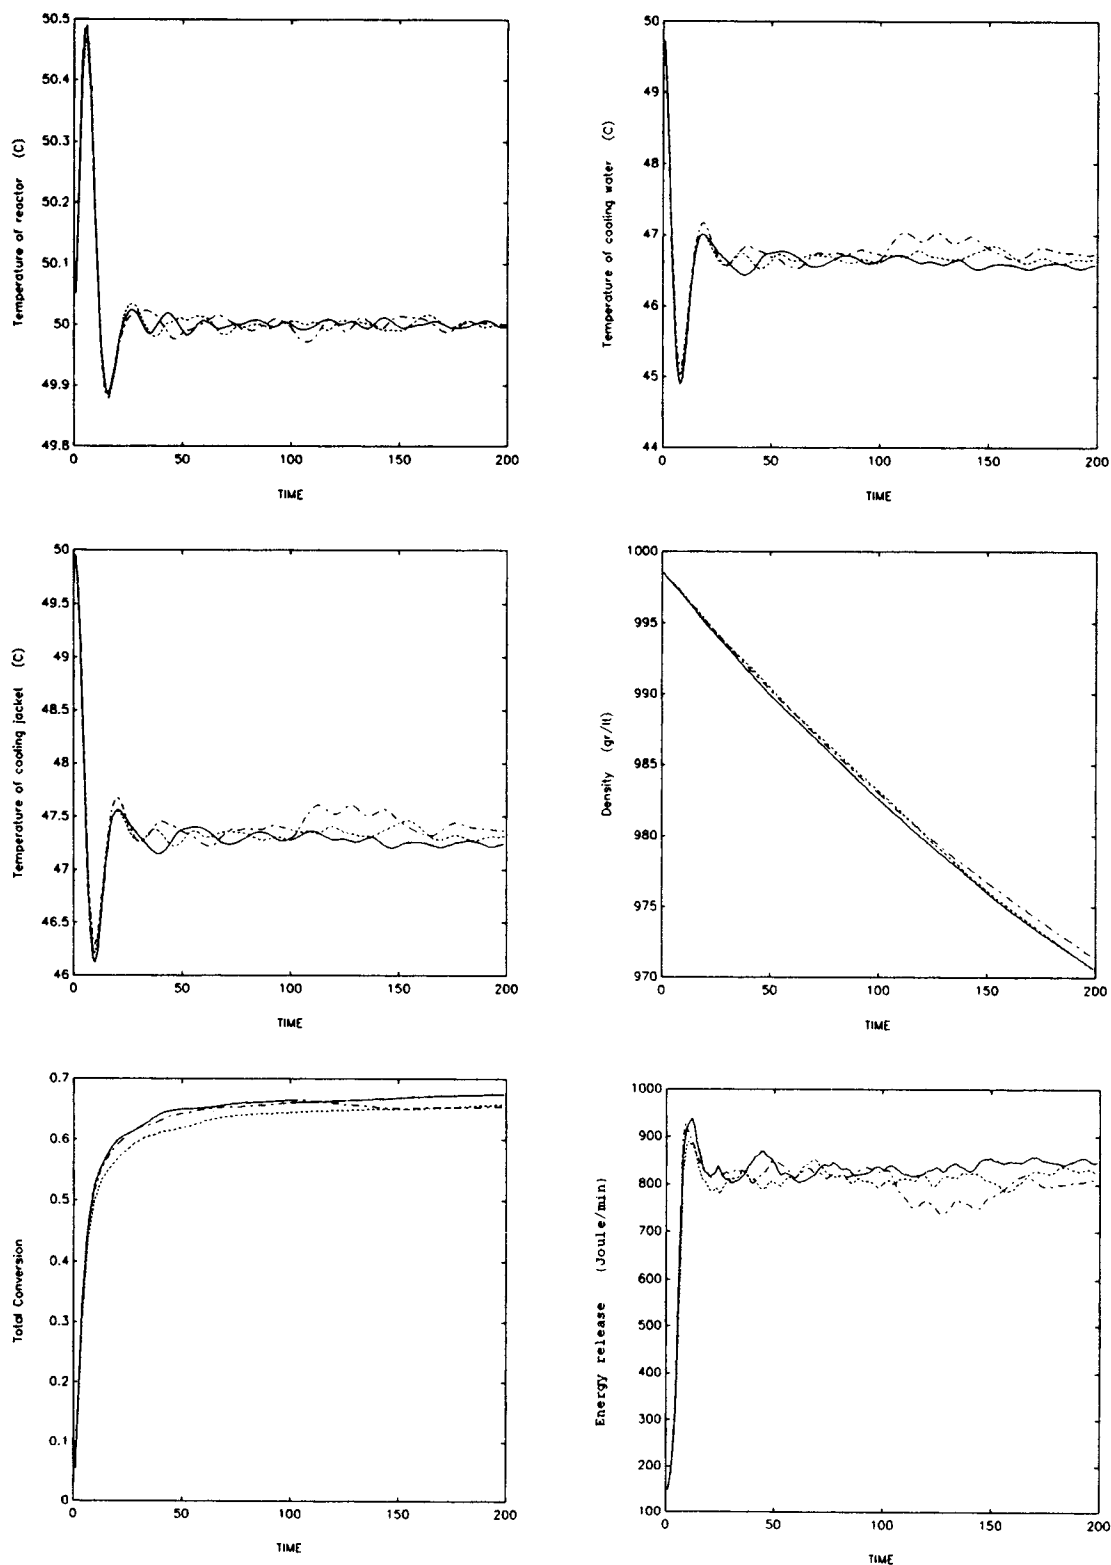 50.5
50.4
50.3
50.2
50.1
50
49.9
49.8
Temperature of reactor (C)
0 50 100 150 200
TIME
50
49
48
47
46
45
44
Temperature of cooling water (C)
0 50 100 150 200
TIME
50
49.5
49
48.5
48
47.5
47
46.5
46
Temperature of cooling jacket (C)
0 50 100 150 200
TIME
1000
995
990
985
980
975
970
Density (gr/lt)
0 50 100 150 200
TIME
0.7
0.6
0.5
0.4
0.3
0.2
0.1
0
Total Conversion
0 50 100 150 200
TIME
1000
900
800
700
600
500
400
300
200
100
Energy release (Joule/min)
0 50 100 150 200
TIME